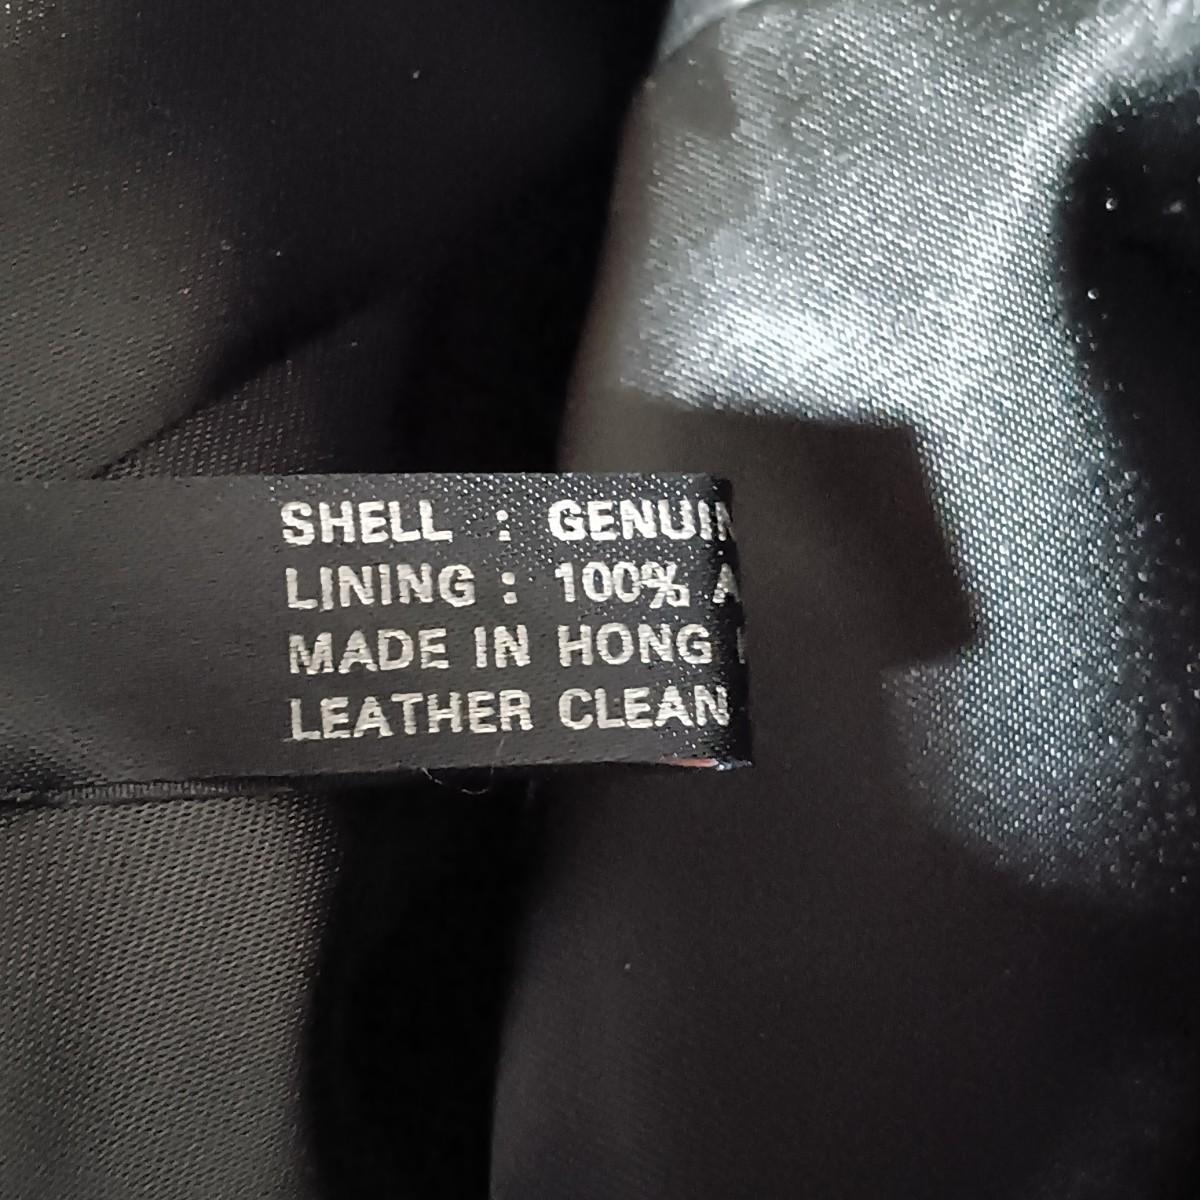 SHELL : GENUIN
LINING : 100% A
MADE IN HONG
LEATHER CLEAN